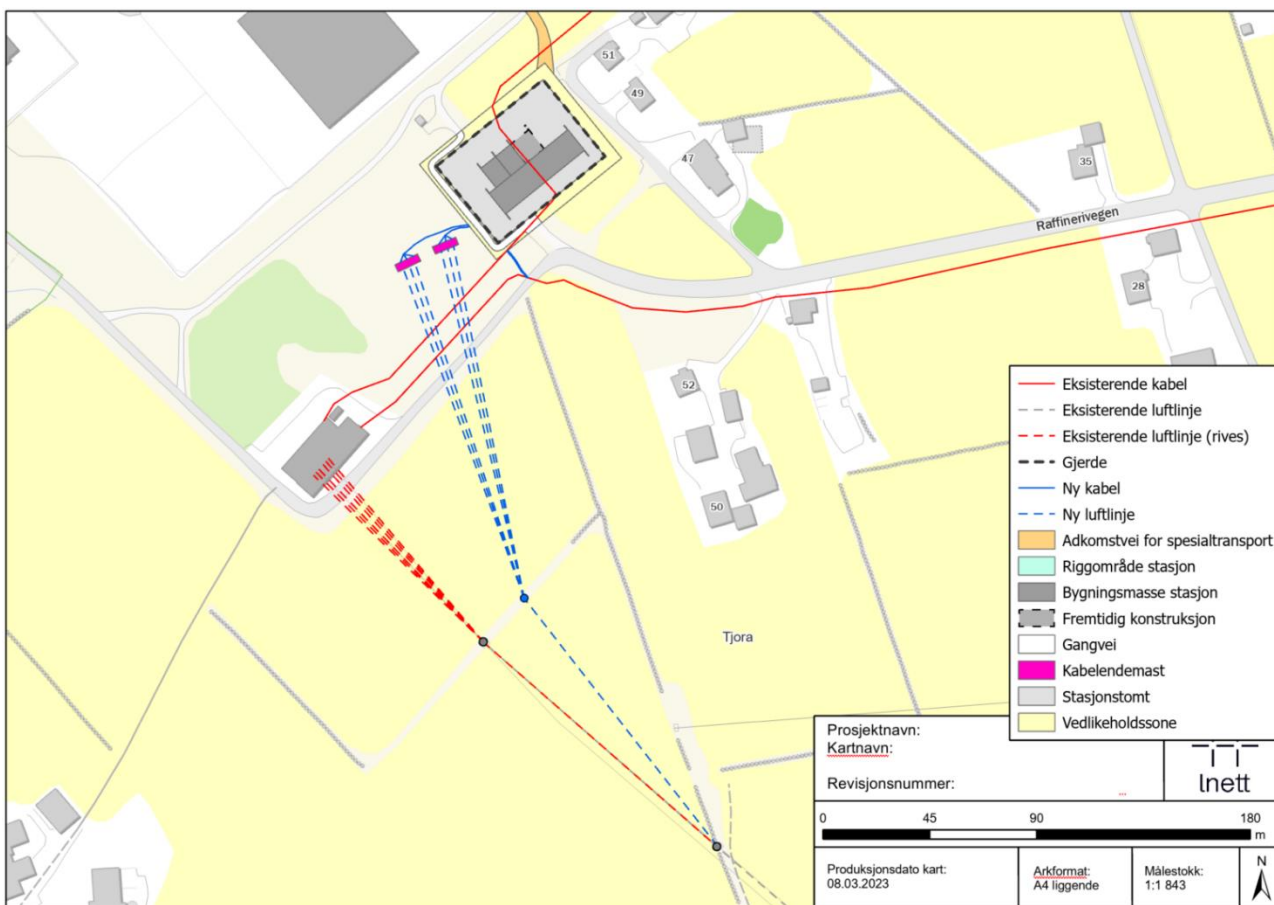 51
49
47
35
Raffinerivegen
28
52
50
Tjora
Eksisterende kabel
Eksisterende luftlinje
Eksisterende luftlinje (rives)
Gjerde
Ny kabel
Ny luftlinje
Adkomstvei for spesialtransport
Riggområde stasjon
Bygningsmasse stasjon
Fremtidig konstruksjon
Gangvei
Kabelendemast
Stasjonstomt
Vedlikeholdssone
Prosjektnavn:
Kartnavn:
Revisjonsnummer:
...
lnett
0 45 90 180
m
Produksjonsdato kart:
08.03.2023
Arkformat:
A4 liggende
Målestokk:
1:1 843
N